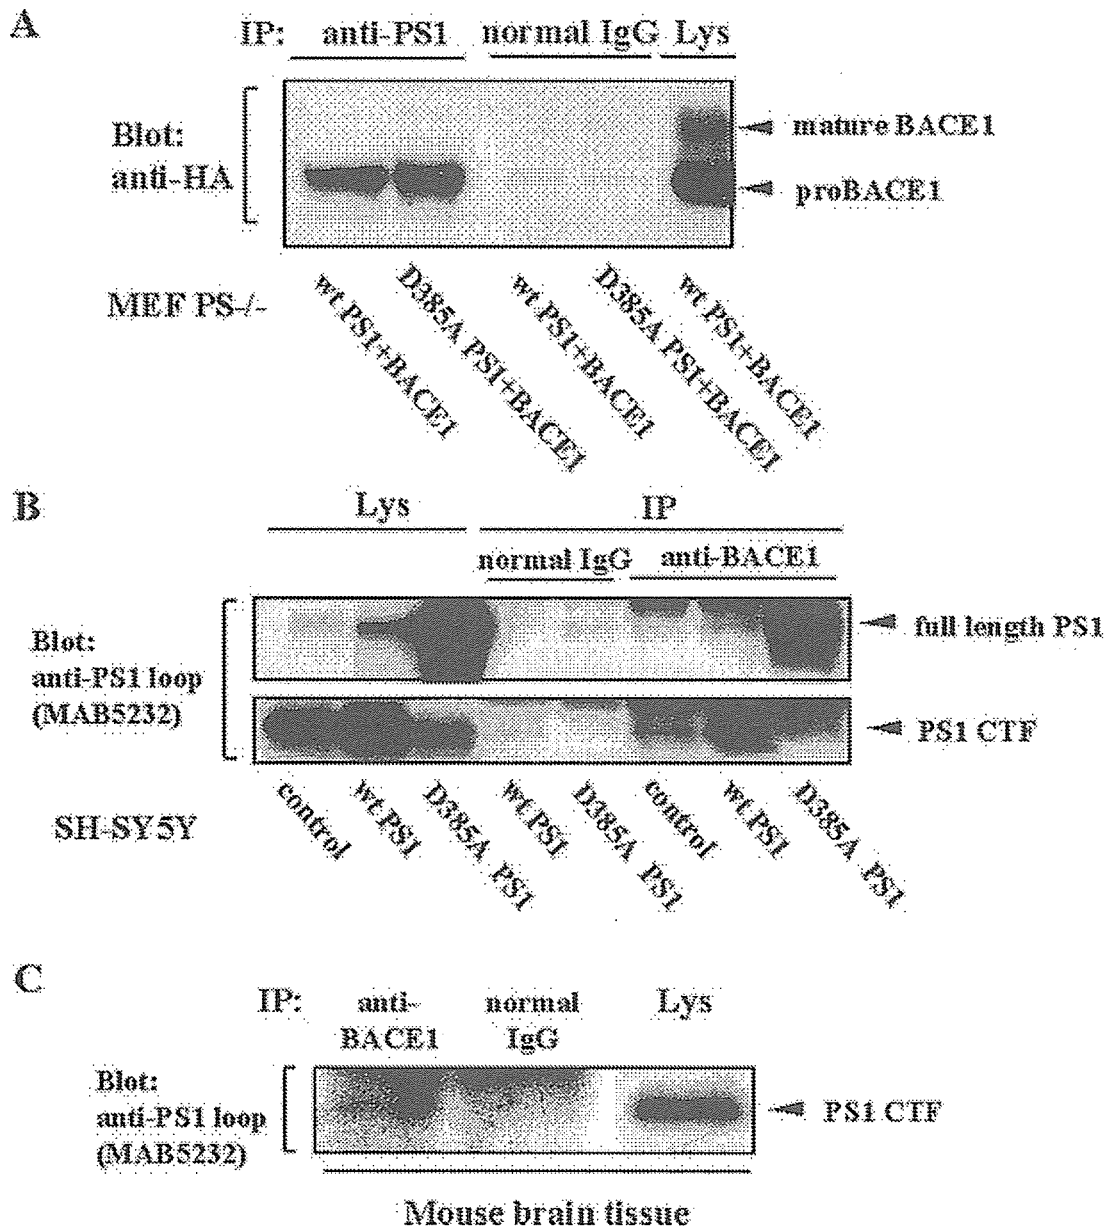 A
IP: anti-PS1 normal IgG Lys
Blot:
anti-HA
mature BACE1
proBACE1
MEF PS-/-
wt PS1+BACE1
D385A PS1+BACE1
wt PS1+BACE1
D385A PS1+BACE1
wt PS1+BACE1
B
Lys IP
normal IgG anti-BACE1
Blot:
anti-PS1 loop
(MAB5232)
full length PS1
PS1 CTF
SH-SY5Y
control
wt PS1
D385A PS1
wt PS1
D385A PS1
control
wt PS1
D385A PS1
C
IP: anti-
BACE1
normal
IgG
Lys
Blot:
anti-PS1 loop
(MAB5232)
PS1 CTF
Mouse brain tissue